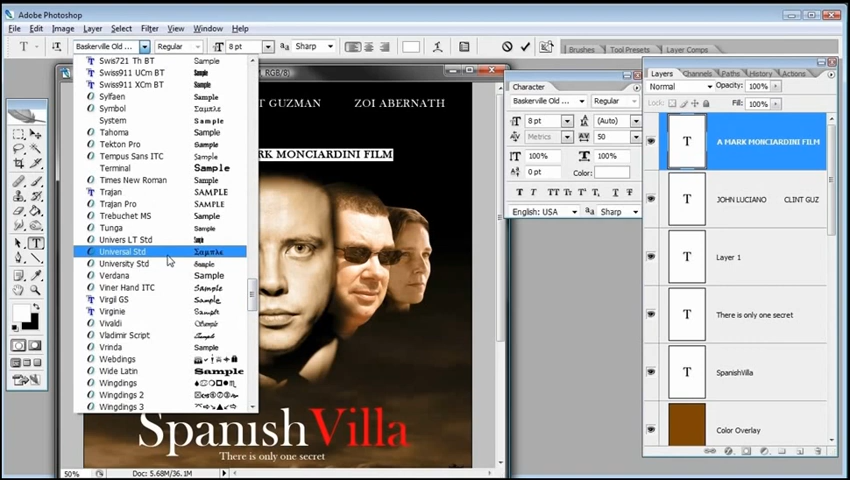 Adobe Photoshop
File Edit Image Layer Select Filter View Window Help
T Baskerville Old ... Regular 8 pt Sharp Brushes Tool Presets Layer Comps
Swis721 Th BT Sample
Swiss911 UCm BT Sample
Swiss911 XCm BT Sample
Sylfaen Sample
Symbol Σαμπλε
System Sample
Tahoma Sample
Tekton Pro Sample
Tempus Sans ITC Sample
Terminal Sample
Times New Roman Sample
Trajan SAMPLE
Trajan Pro SAMPLE
Trebuchet MS Sample
Tunga Sample
Univers LT Std Sample
Universal Std Σαμπλε
University Std Sample
Verdana Sample
Viner Hand ITC Sample
Virgil GS Sample
Virginie Sample
Vivaldi Sample
Vladimir Script Sample
Vrinda Sample
Webdings
Wide Latin Sample
Wingdings
Wingdings 2
Wingdings 3
RGB/8)
T GUZMAN ZOI ABERNATH
RK MONCIARDINI FILM
SpanishVilla
There is only one secret
50% Doc: 5.68M/36.1M
Character
Baskerville Old ... Regular
8 pt (Auto)
Metrics 50
100% 100%
0 pt Color:
English: USA Sharp
Layers Channels Paths History Actions
Normal Opacity: 100%
Lock: Fill: 100%
T A MARK MONCIARDINI FILM
T JOHN LUCIANO CLINT GUZ
T Layer 1
T There is only one secret
T SpanishVilla
Color Overlay